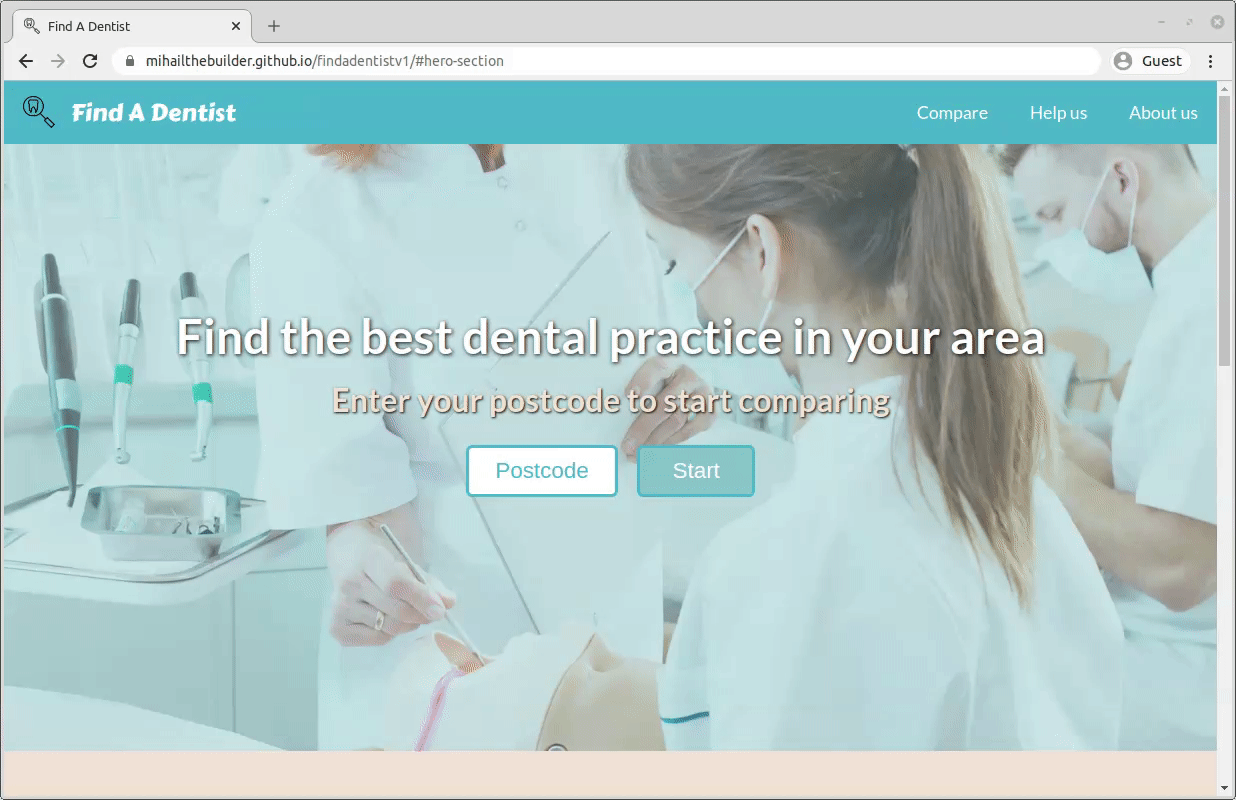 Find A Dentist
mihailthebuilder.github.io/findadentistv1/#hero-section
Guest
Find A Dentist
Compare
Help us
About us
Find the best dental practice in your area
Enter your postcode to start comparing
Postcode
Start